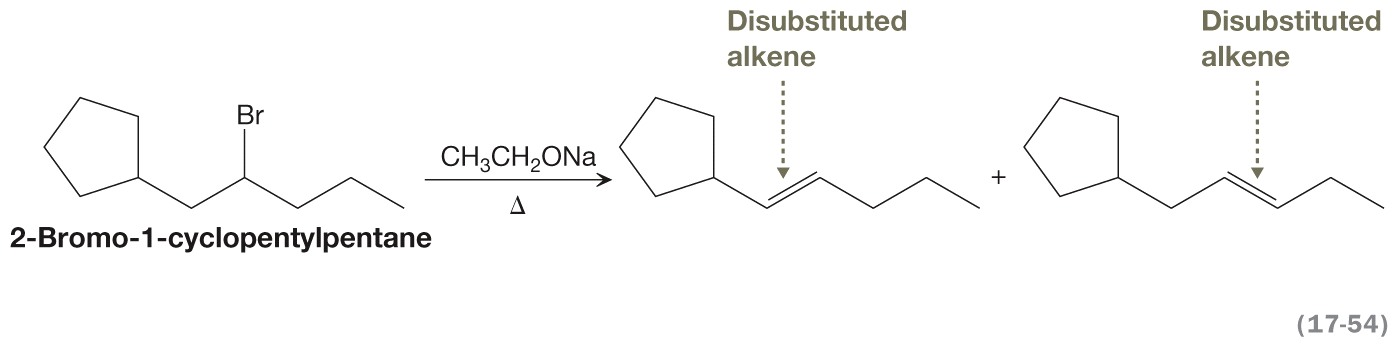 Disubstituted
alkene
Disubstituted
alkene
Br
CH₃CH₂ONa
Δ
+
2-Bromo-1-cyclopentylpentane
(17-54)